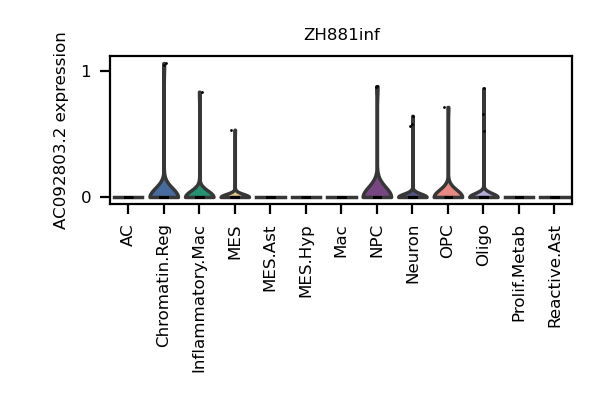 ZH881inf
AC092803.2 expression
1
0
AC
Chromatin.Reg
Inflammatory.Mac
MES
MES.Ast
MES.Hyp
Mac
NPC
Neuron
OPC
Oligo
Prolif.Metab
Reactive.Ast